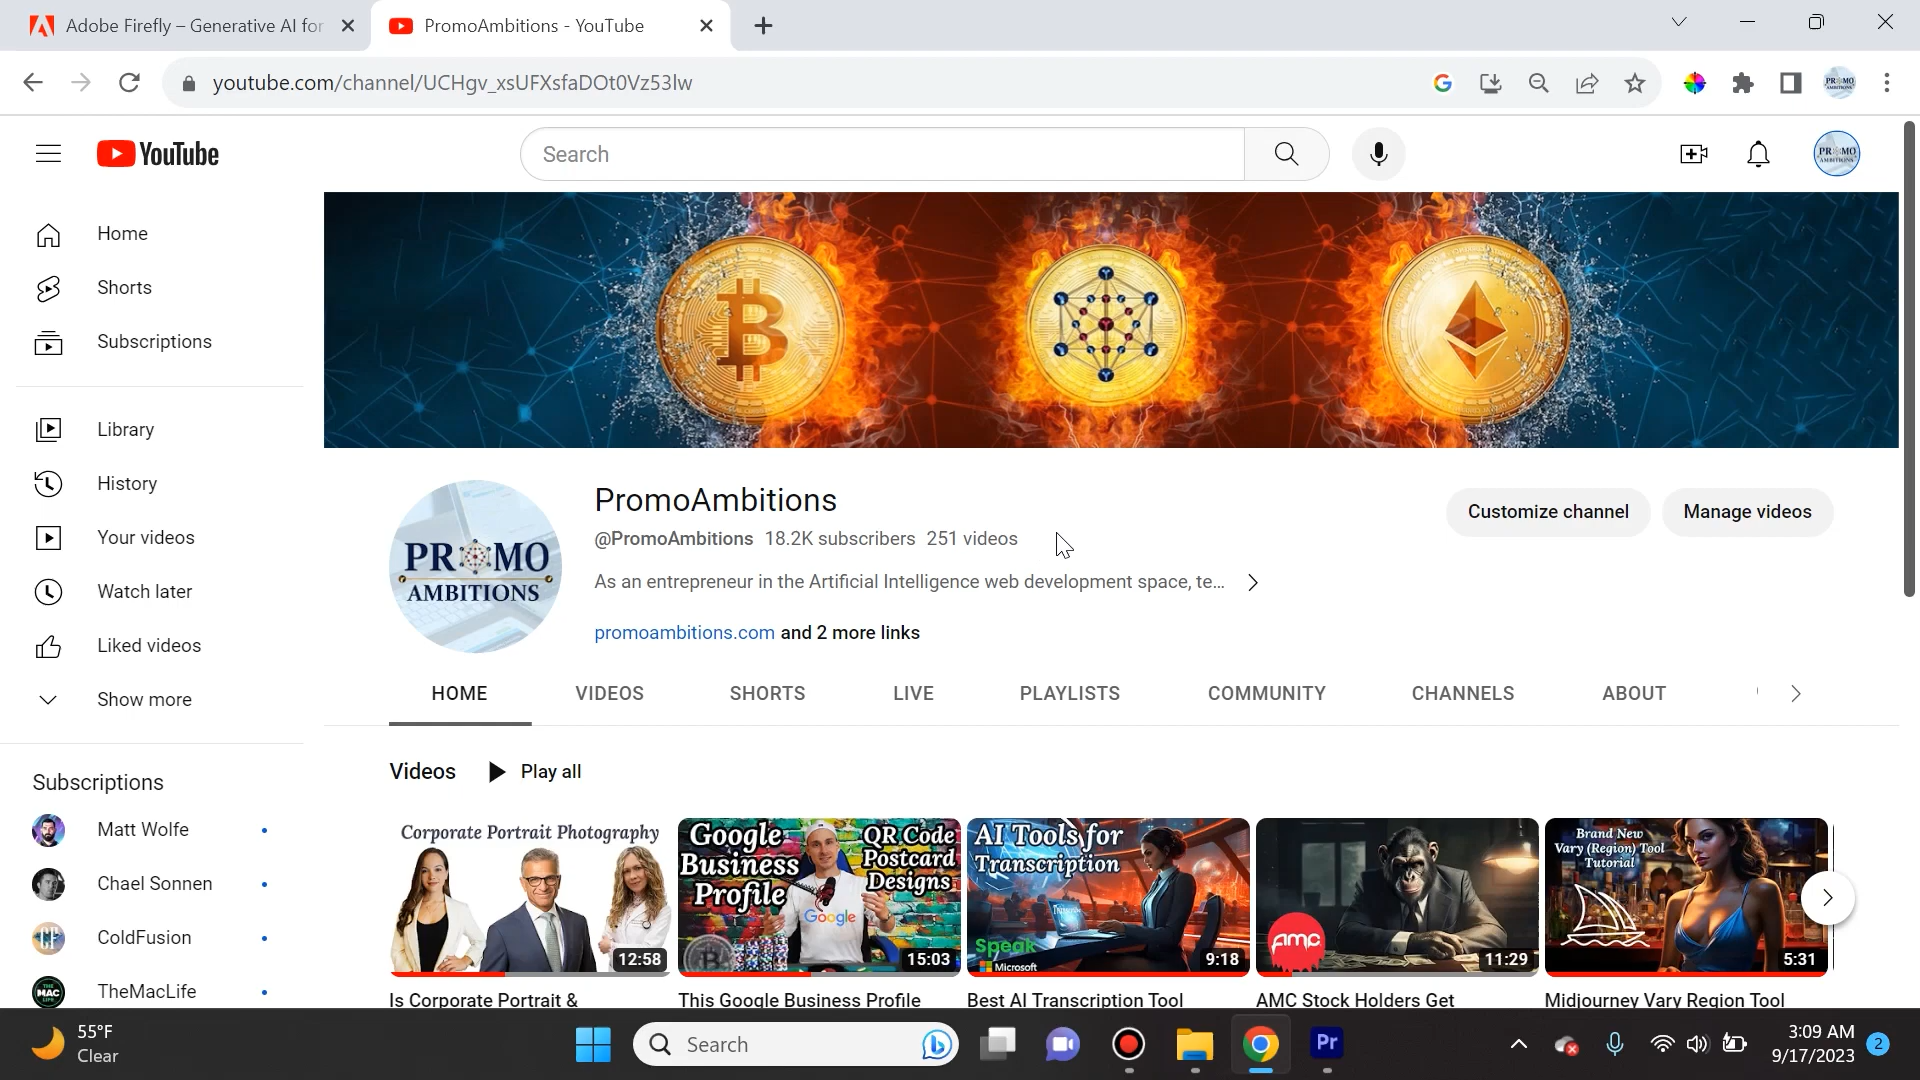 Adobe Firefly – Generative AI for
PromoAmbitions - YouTube
youtube.com/channel/UCHgv_xsUFXsfaDOt0Vz53lw
YouTube
Search
PROMO
AMBITIONS
Home
Shorts
Subscriptions
Library
History
Your videos
Watch later
Liked videos
Show more
Subscriptions
Matt Wolfe
Chael Sonnen
ColdFusion
TheMacLife
PROMO
AMBITIONS
PromoAmbitions
@PromoAmbitions 18.2K subscribers 251 videos
As an entrepreneur in the Artificial Intelligence web development space, te...
promoambitions.com and 2 more links
Customize channel
Manage videos
HOME VIDEOS SHORTS LIVE PLAYLISTS COMMUNITY CHANNELS ABOUT
Videos Play all
Corporate Portrait Photography
12:58
Is Corporate Portrait &
Google
Business
Profile
QR Code
Postcard
Designs
Google
15:03
This Google Business Profile
AI Tools for
Transcription
Speak
Microsoft
9:18
Best AI Transcription Tool
amc
11:29
AMC Stock Holders Get
Brand New
Vary (Region) Tool
Tutorial
5:31
Midjourney Vary Region Tool
55°F
Clear
Search
Pr
3:09 AM
9/17/2023
2